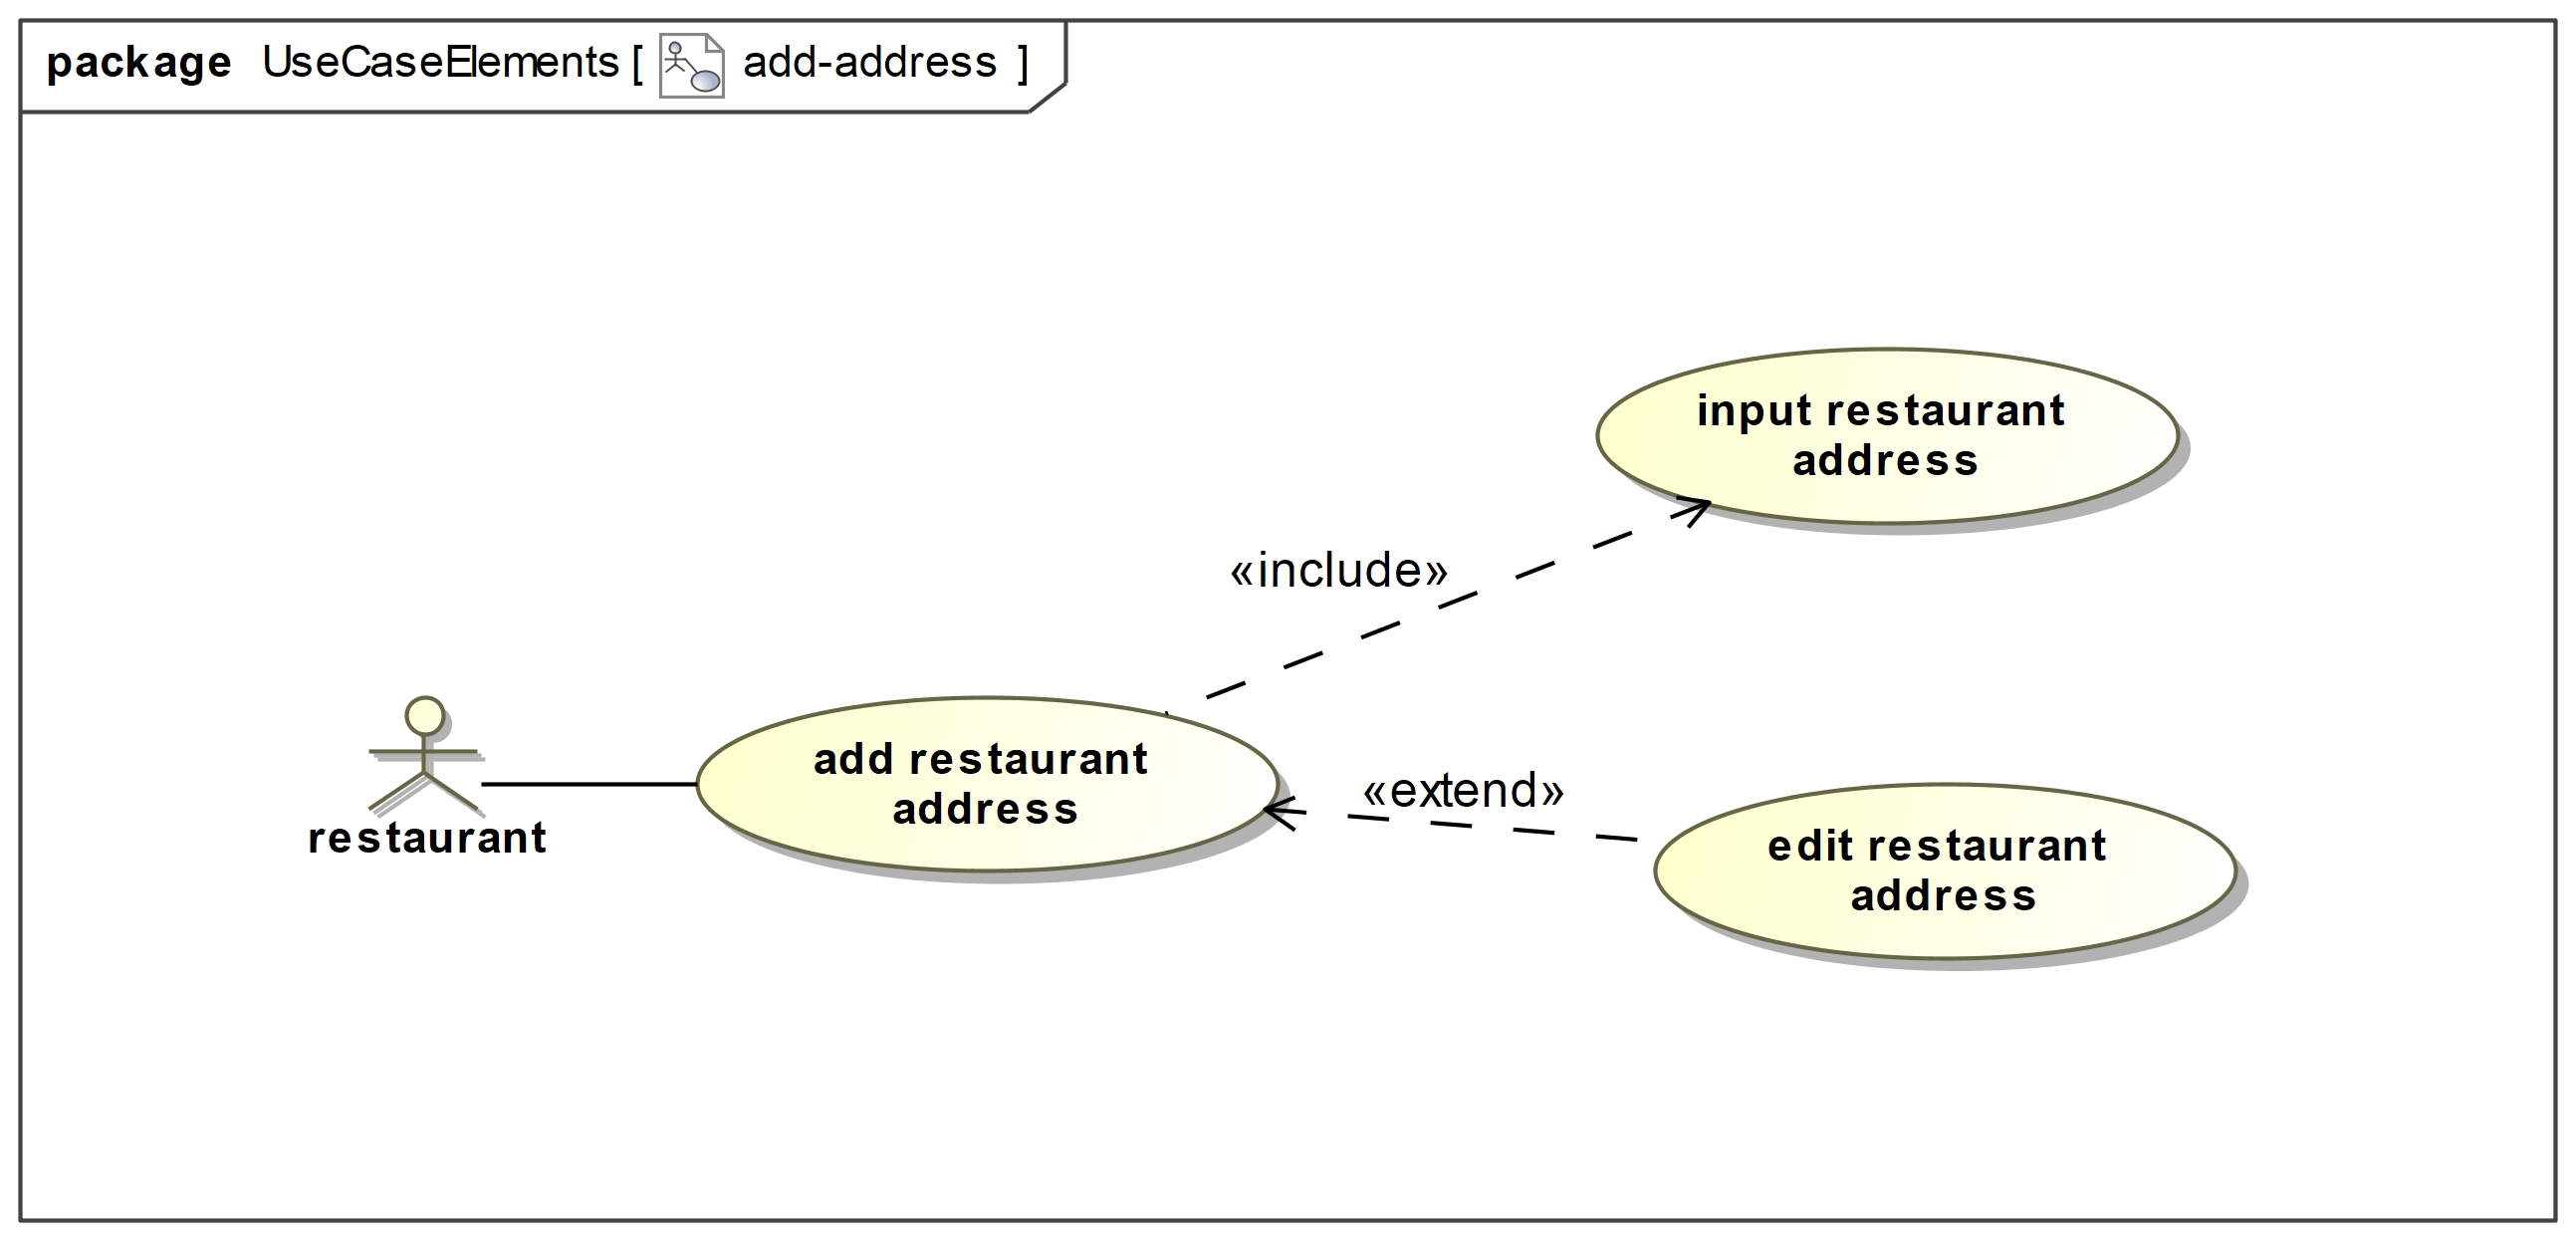 package UseCaseElements [ add-address ]
input restaurant
address
«include»
add restaurant
address
«extend»
edit restaurant
address
restaurant